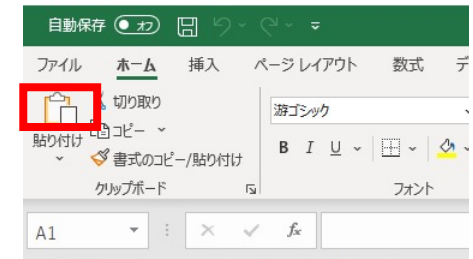 自動保存 オフ
ファイル ホーム 挿入 ページ レイアウト 数式 デ
切り取り
游ゴシック
貼り付け コピー
B I U
書式のコピー/貼り付け
クリップボード フォント
A1 fx